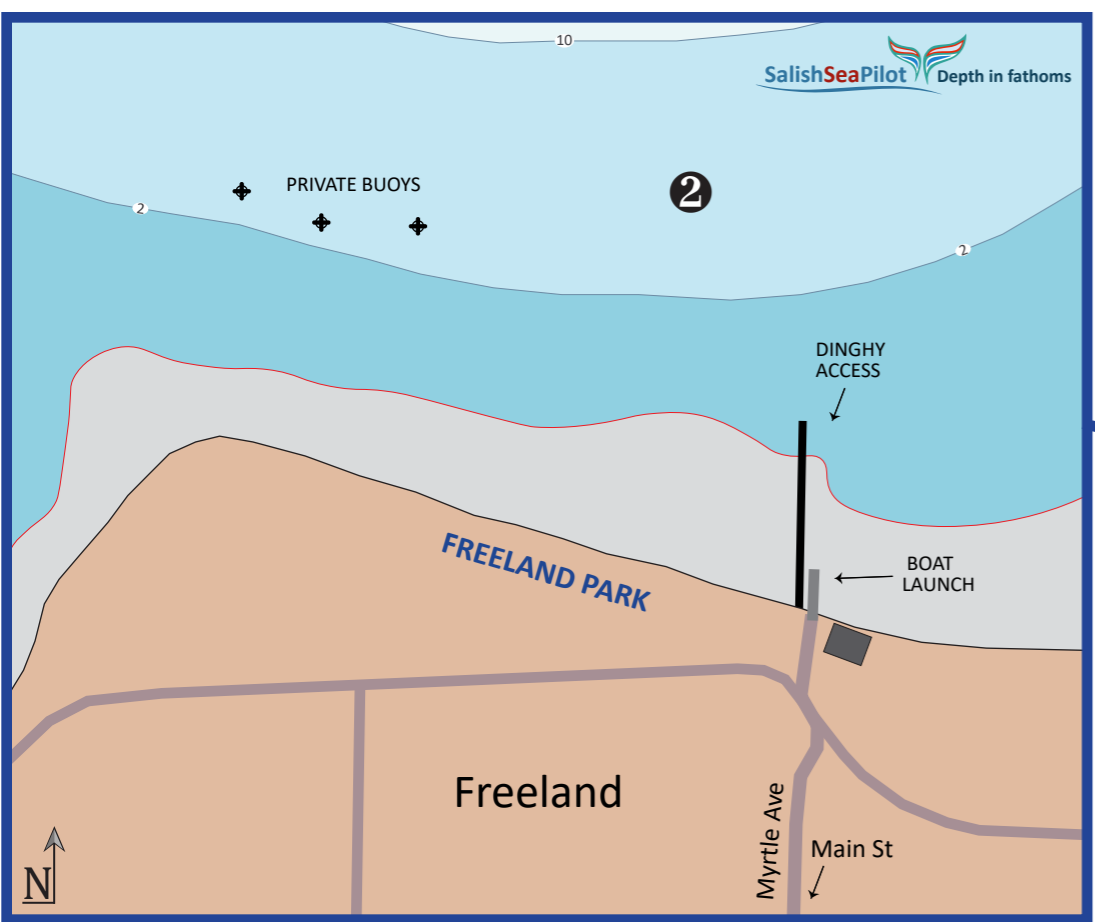 10
SalishSeaPilot
Depth in fathoms
PRIVATE BUOYS
2
2
2
DINGHY
ACCESS
BOAT
LAUNCH
FREELAND PARK
Freeland
Myrtle Ave
Main St
N